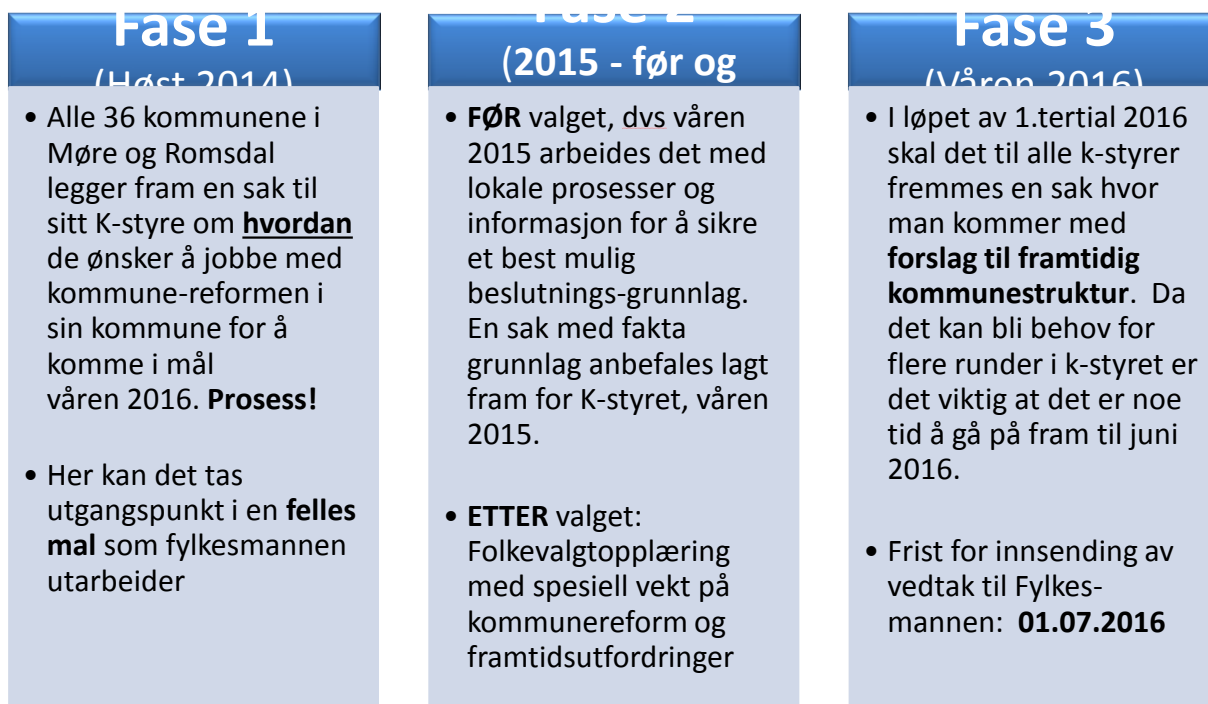 Fase 1
(Høst 2014)
• Alle 36 kommunene i
Møre og Romsdal
legger fram en sak til
sitt K-styre om hvordan
de ønsker å jobbe med
kommune-reformen i
sin kommune for å
komme i mål
våren 2016. Prosess!
• Her kan det tas
utgangspunkt i en felles
mal som fylkesmannen
utarbeider
Fase 2
(2015 - før og
• FØR valget, dvs våren
2015 arbeides det med
lokale prosesser og
informasjon for å sikre
et best mulig
beslutnings-grunnlag.
En sak med fakta
grunnlag anbefales lagt
fram for K-styret, våren
2015.
• ETTER valget:
Folkevalgtopplæring
med spesiell vekt på
kommunereform og
framtidsutfordringer
Fase 3
(Våren 2016)
• I løpet av 1.tertial 2016
skal det til alle k-styrer
fremmes en sak hvor
man kommer med
forslag til framtidig
kommunestruktur.  Da
det kan bli behov for
flere runder i k-styret er
det viktig at det er noe
tid å gå på fram til juni
2016.
• Frist for innsending av
vedtak til Fylkes-
mannen:  01.07.2016